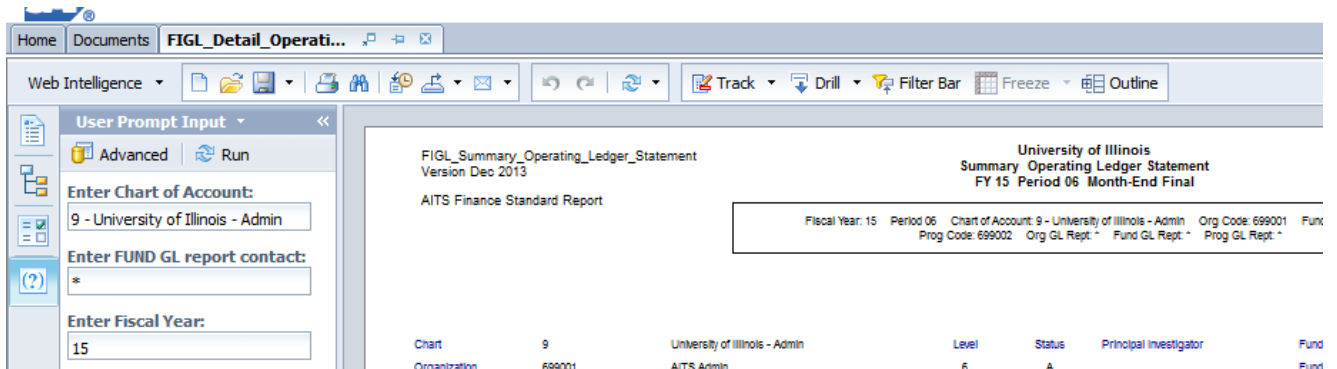 ®
Home Documents FIGL_Detail_Operati...
Web Intelligence Track Drill Filter Bar Freeze Outline
User Prompt Input «
Advanced Run
Enter Chart of Account:
9 - University of Illinois - Admin
Enter FUND GL report contact:
*
Enter Fiscal Year:
15
FIGL_Summary_Operating_Ledger_Statement
Version Dec 2013
AITS Finance Standard Report
University of Illinois
Summary Operating Ledger Statement
FY 15 Period 06 Month-End Final
Fiscal Year: 15 Period 06 Chart of Account: 9 - University of Illinois - Admin Org Code: 699001 Fund
Prog Code: 699002 Org GL Rept: * Fund GL Rept: * Prog GL Rept: *
Chart 9 University of Illinois - Admin Level Status Principal Investigator Fund
Organization 699001 AITS Admin 6 A Fund